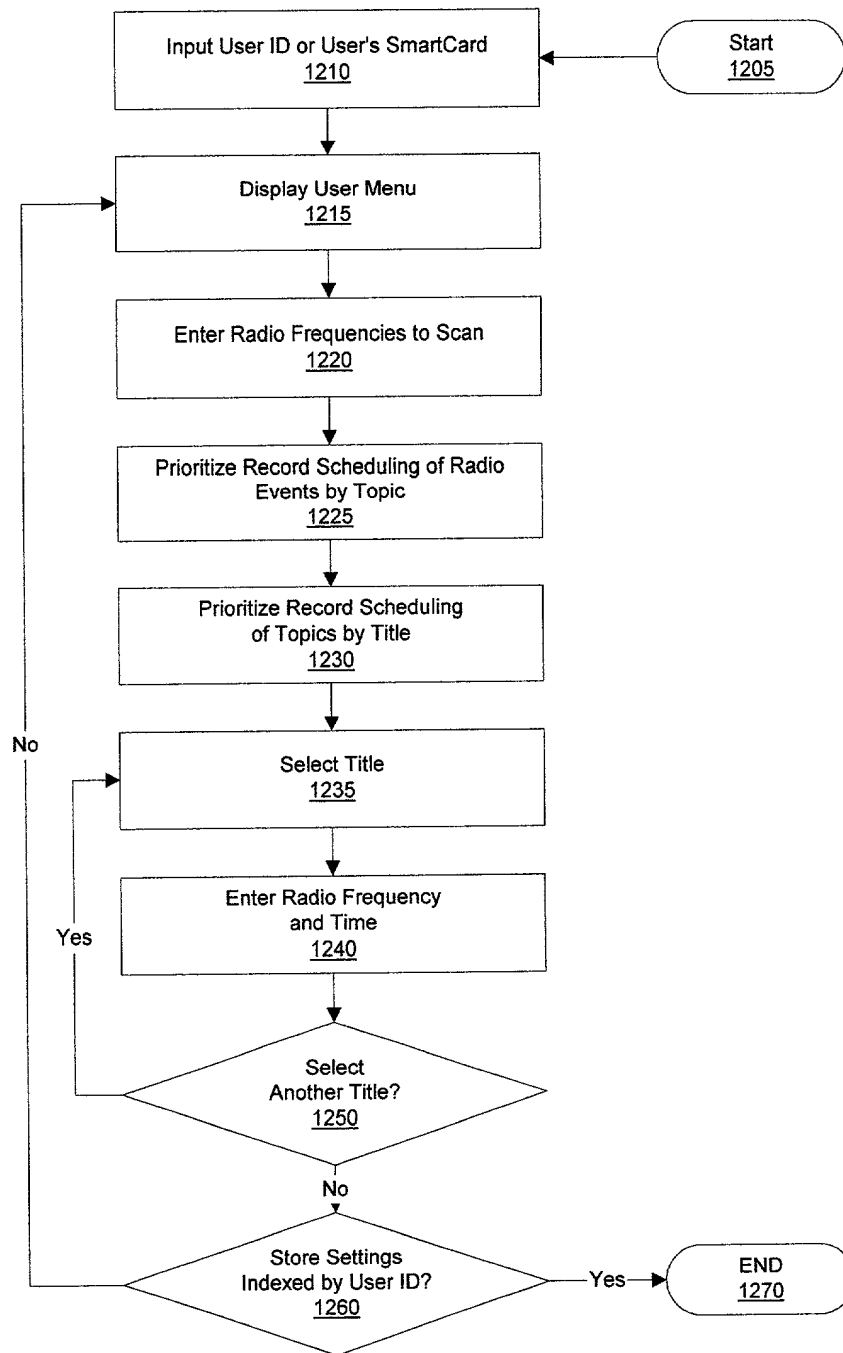 Input User ID or User's SmartCard
1210
Start
1205
Display User Menu
1215
Enter Radio Frequencies to Scan
1220
Prioritize Record Scheduling of Radio
Events by Topic
1225
Prioritize Record Scheduling
of Topics by Title
1230
No
Select Title
1235
Enter Radio Frequency
and Time
1240
Yes
Select
Another Title?
1250
No
Store Settings
Indexed by User ID?
1260
Yes
END
1270